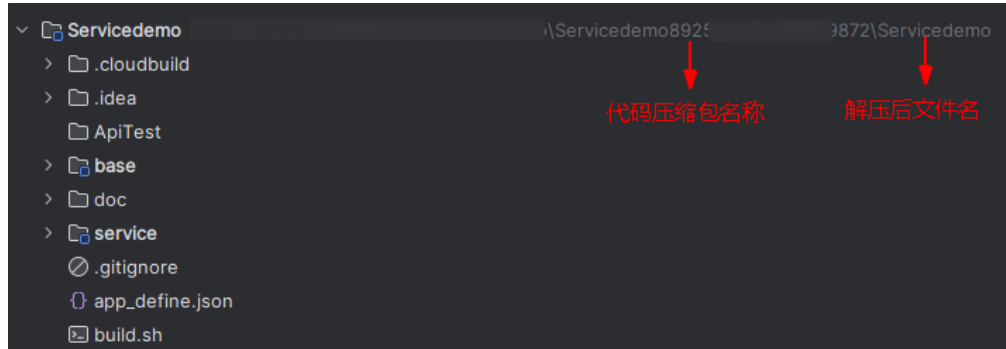 Servicedemo \Servicedemo8925 9872\Servicedemo
.cloudbuild
代码压缩包名称 解压后文件名
.idea
ApiTest
base
doc
service
.gitignore
app_define.json
build.sh